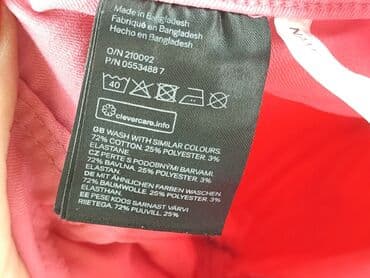 Made in Bangladesh
Fabriqué en Bangladesh
Hecho en Bangladesh
O/N 210092
P/N 05534887
40
clevercare.info
GB WASH WITH SIMILAR COLOURS.
72% COTTON. 25% POLYESTER. 3%
ELASTANE
CZ PERTE S PODOBNÝMI BARVAMI.
72% BAVLNA. 25% POLYESTER. 3%
ELASTAN.
DE MIT ÄHNLICHEN FARBEN WASCHEN.
72% BAUMWOLLE. 25% POLYESTER. 3%
ELASTHAN.
EE PESE KOOS SARNAST VÄRVI
RIIETEGA. 72% PUUVILL. 25%